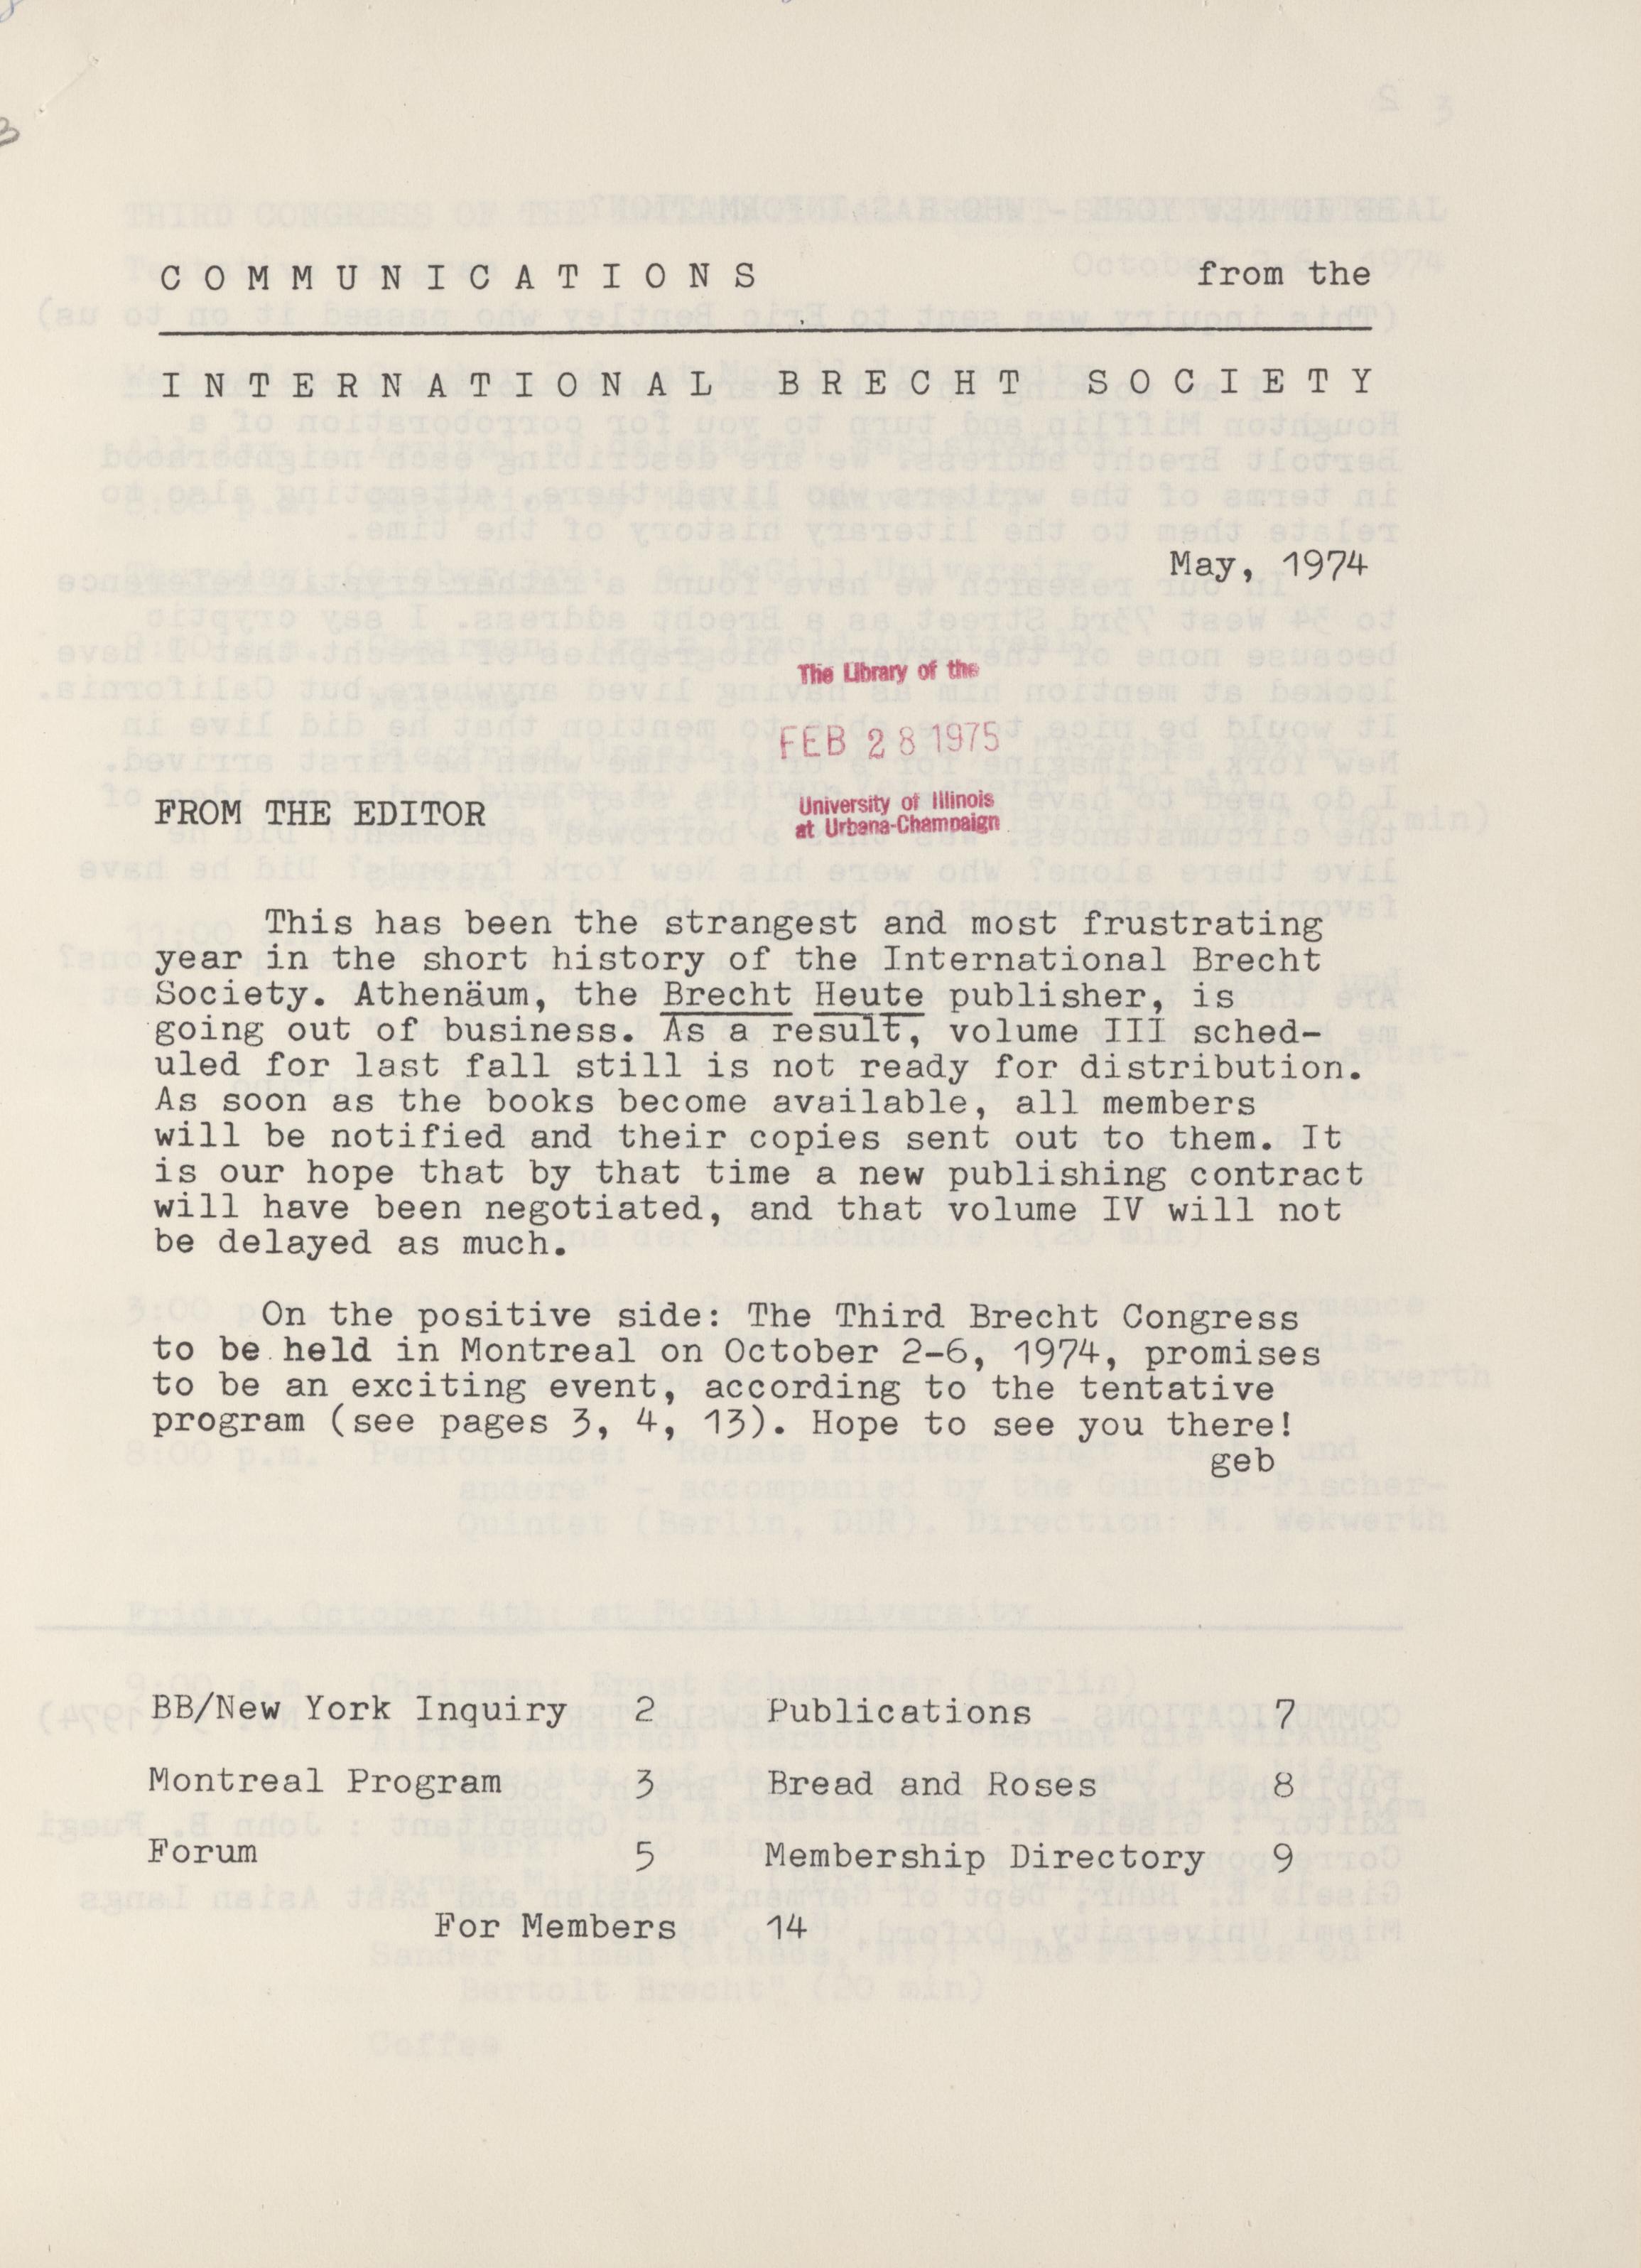 COMMUNICATIONS from the
INTERNATIONAL BRECHT SOCIETY
May, 1974
The Library of the
FEB 28 1975
University of Illinois
at Urbana-Champaign
FROM THE EDITOR
This has been the strangest and most frustrating
year in the short history of the International Brecht
Society. Athenäum, the Brecht Heute publisher, is
going out of business. As a result, volume III sched-
uled for last fall still is not ready for distribution.
As soon as the books become available, all members
will be notified and their copies sent out to them. It
is our hope that by that time a new publishing contract
will have been negotiated, and that volume IV will not
be delayed as much.
On the positive side: The Third Brecht Congress
to be held in Montreal on October 2-6, 1974, promises
to be an exciting event, according to the tentative
program (see pages 3, 4, 13). Hope to see you there!
geb
BB/New York Inquiry 2 Publications 7
Montreal Program 3 Bread and Roses 8
Forum 5 Membership Directory 9
For Members 14